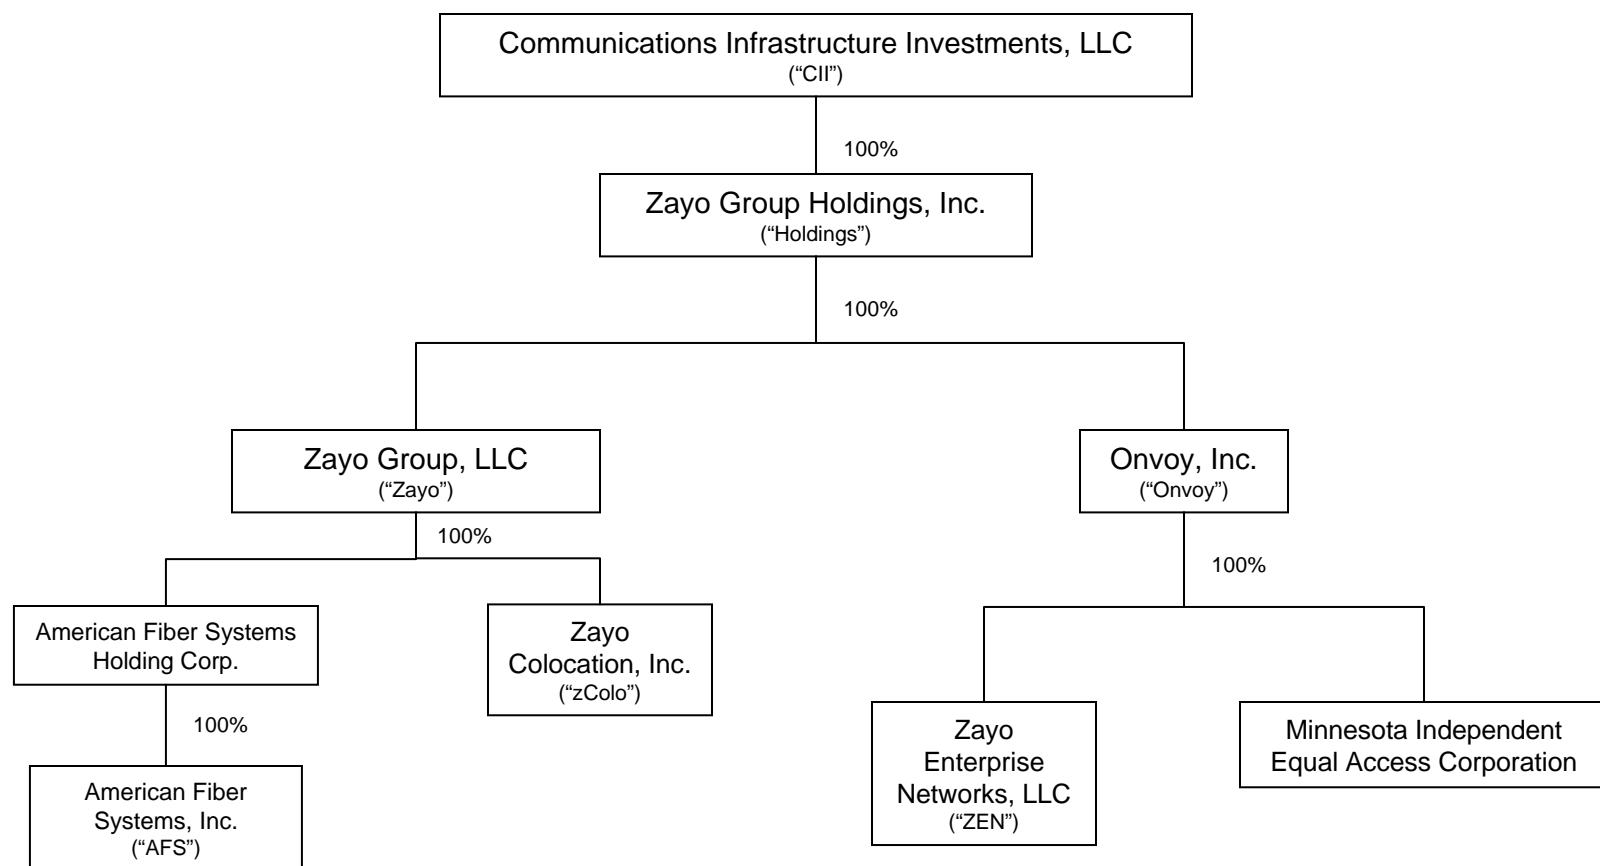 Communications Infrastructure Investments, LLC
(“CII”)
100%
Zayo Group Holdings, Inc.
(“Holdings”)
100%
Zayo Group, LLC
(“Zayo”)
Onvoy, Inc.
(“Onvoy”)
100%
100%
American Fiber Systems
Holding Corp.
Zayo
Colocation, Inc.
(“zColo”)
100%
Zayo
Enterprise
Networks, LLC
(“ZEN”)
Minnesota Independent
Equal Access Corporation
American Fiber
Systems, Inc.
(“AFS”)